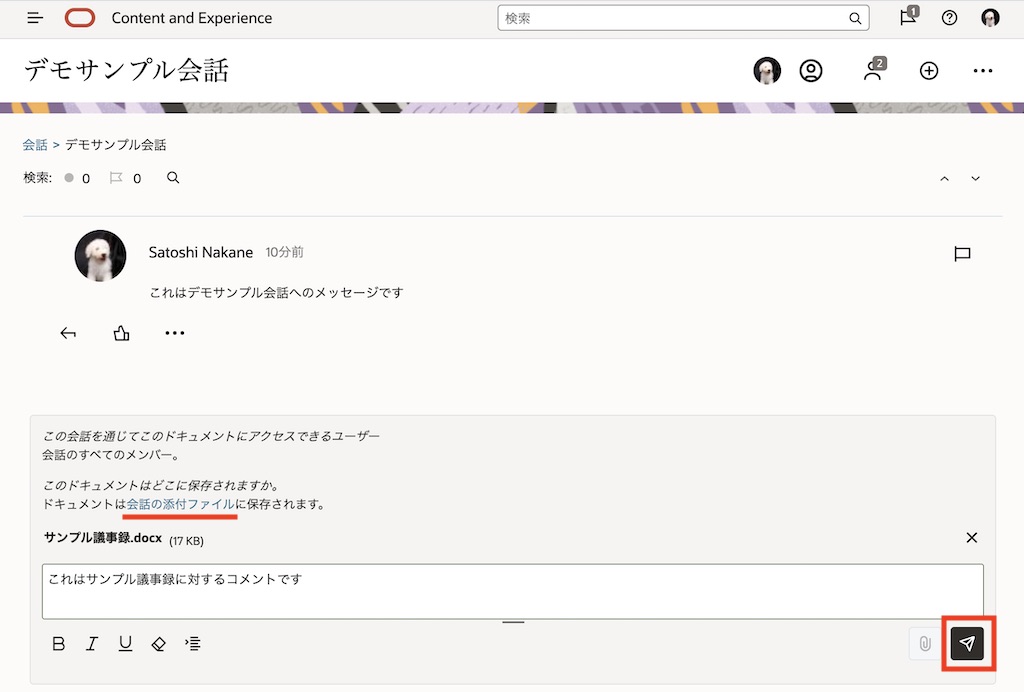 Content and Experience
検索
1
デモサンプル会話
2
会話 > デモサンプル会話
検索: 0 0
Satoshi Nakane 10分前
これはデモサンプル会話へのメッセージです
この会話を通じてこのドキュメントにアクセスできるユーザー
会話のすべてのメンバー。
このドキュメントはどこに保存されますか。
ドキュメントは会話の添付ファイルに保存されます。
サンプル議事録.docx (17 KB)
これはサンプル議事録に対するコメントです
B I U